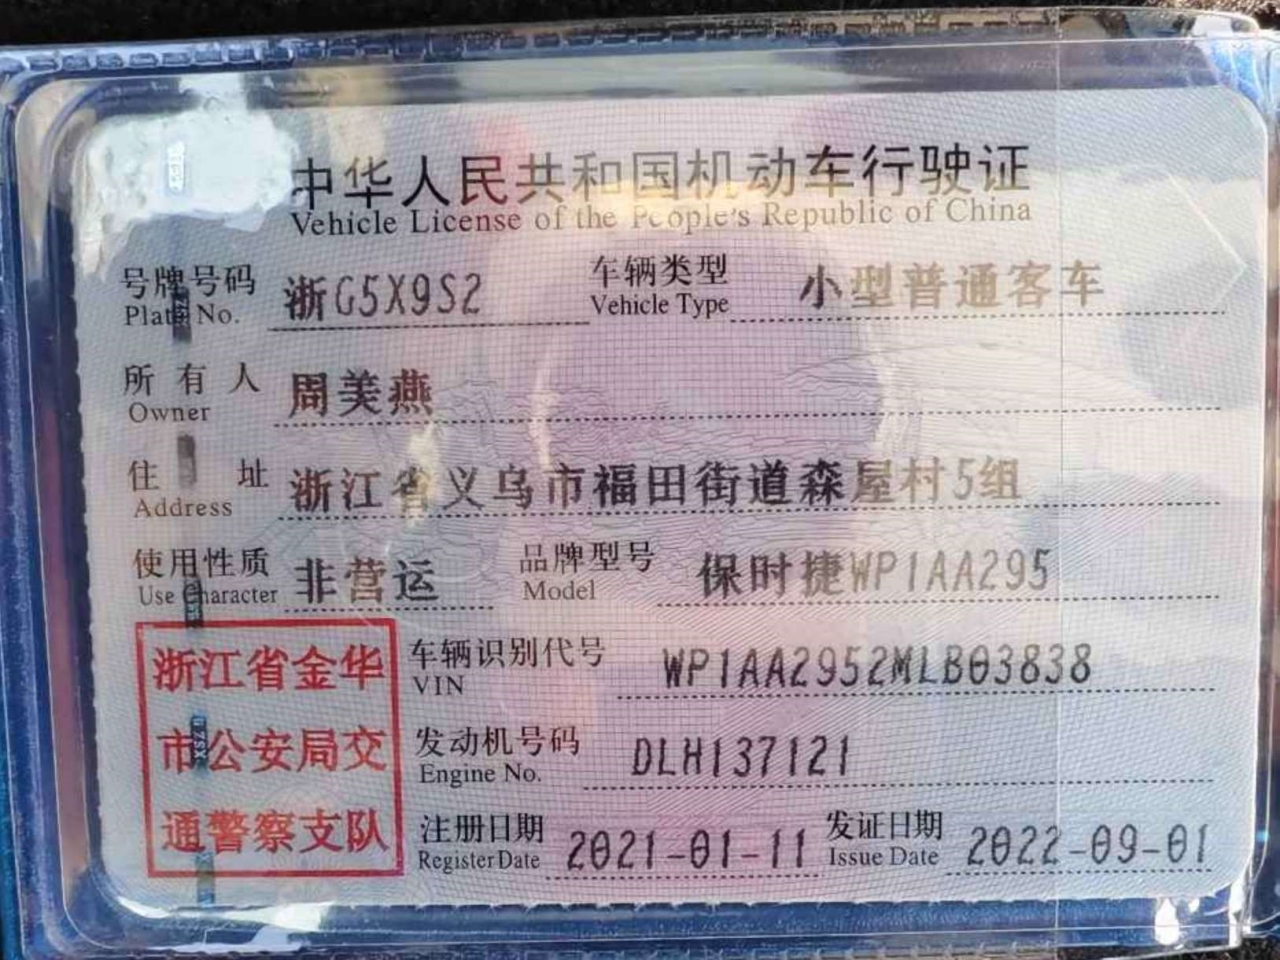 中华人民共和国机动车行驶证
Vehicle License of the People's Republic of China
号牌号码 浙G5X9S2 车辆类型 小型普通客车
Plate No. Vehicle Type
所有人 周美燕
Owner
住址 浙江省义乌市福田街道森屋村5组
Address
使用性质 非营运 品牌型号 保时捷WP1AA295
Use Character Model
浙江省金华
市公安局交
通警察支队
车辆识别代号 WP1AA2952MLB03838
VIN
发动机号码 DLH137121
Engine No.
注册日期 2021-01-11 发证日期 2022-09-01
Register Date Issue Date